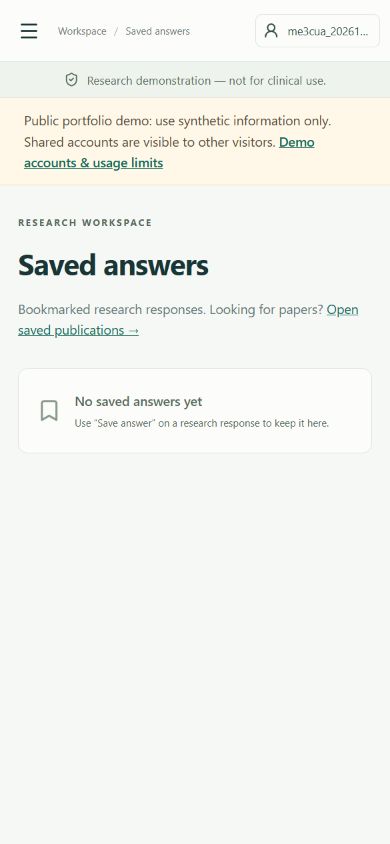 Workspace / Saved answers
me3cua_20261...
Research demonstration — not for clinical use.
Public portfolio demo: use synthetic information only.
Shared accounts are visible to other visitors. Demo
accounts & usage limits
RESEARCH WORKSPACE
Saved answers
Bookmarked research responses. Looking for papers? Open
saved publications →
No saved answers yet
Use “Save answer” on a research response to keep it here.